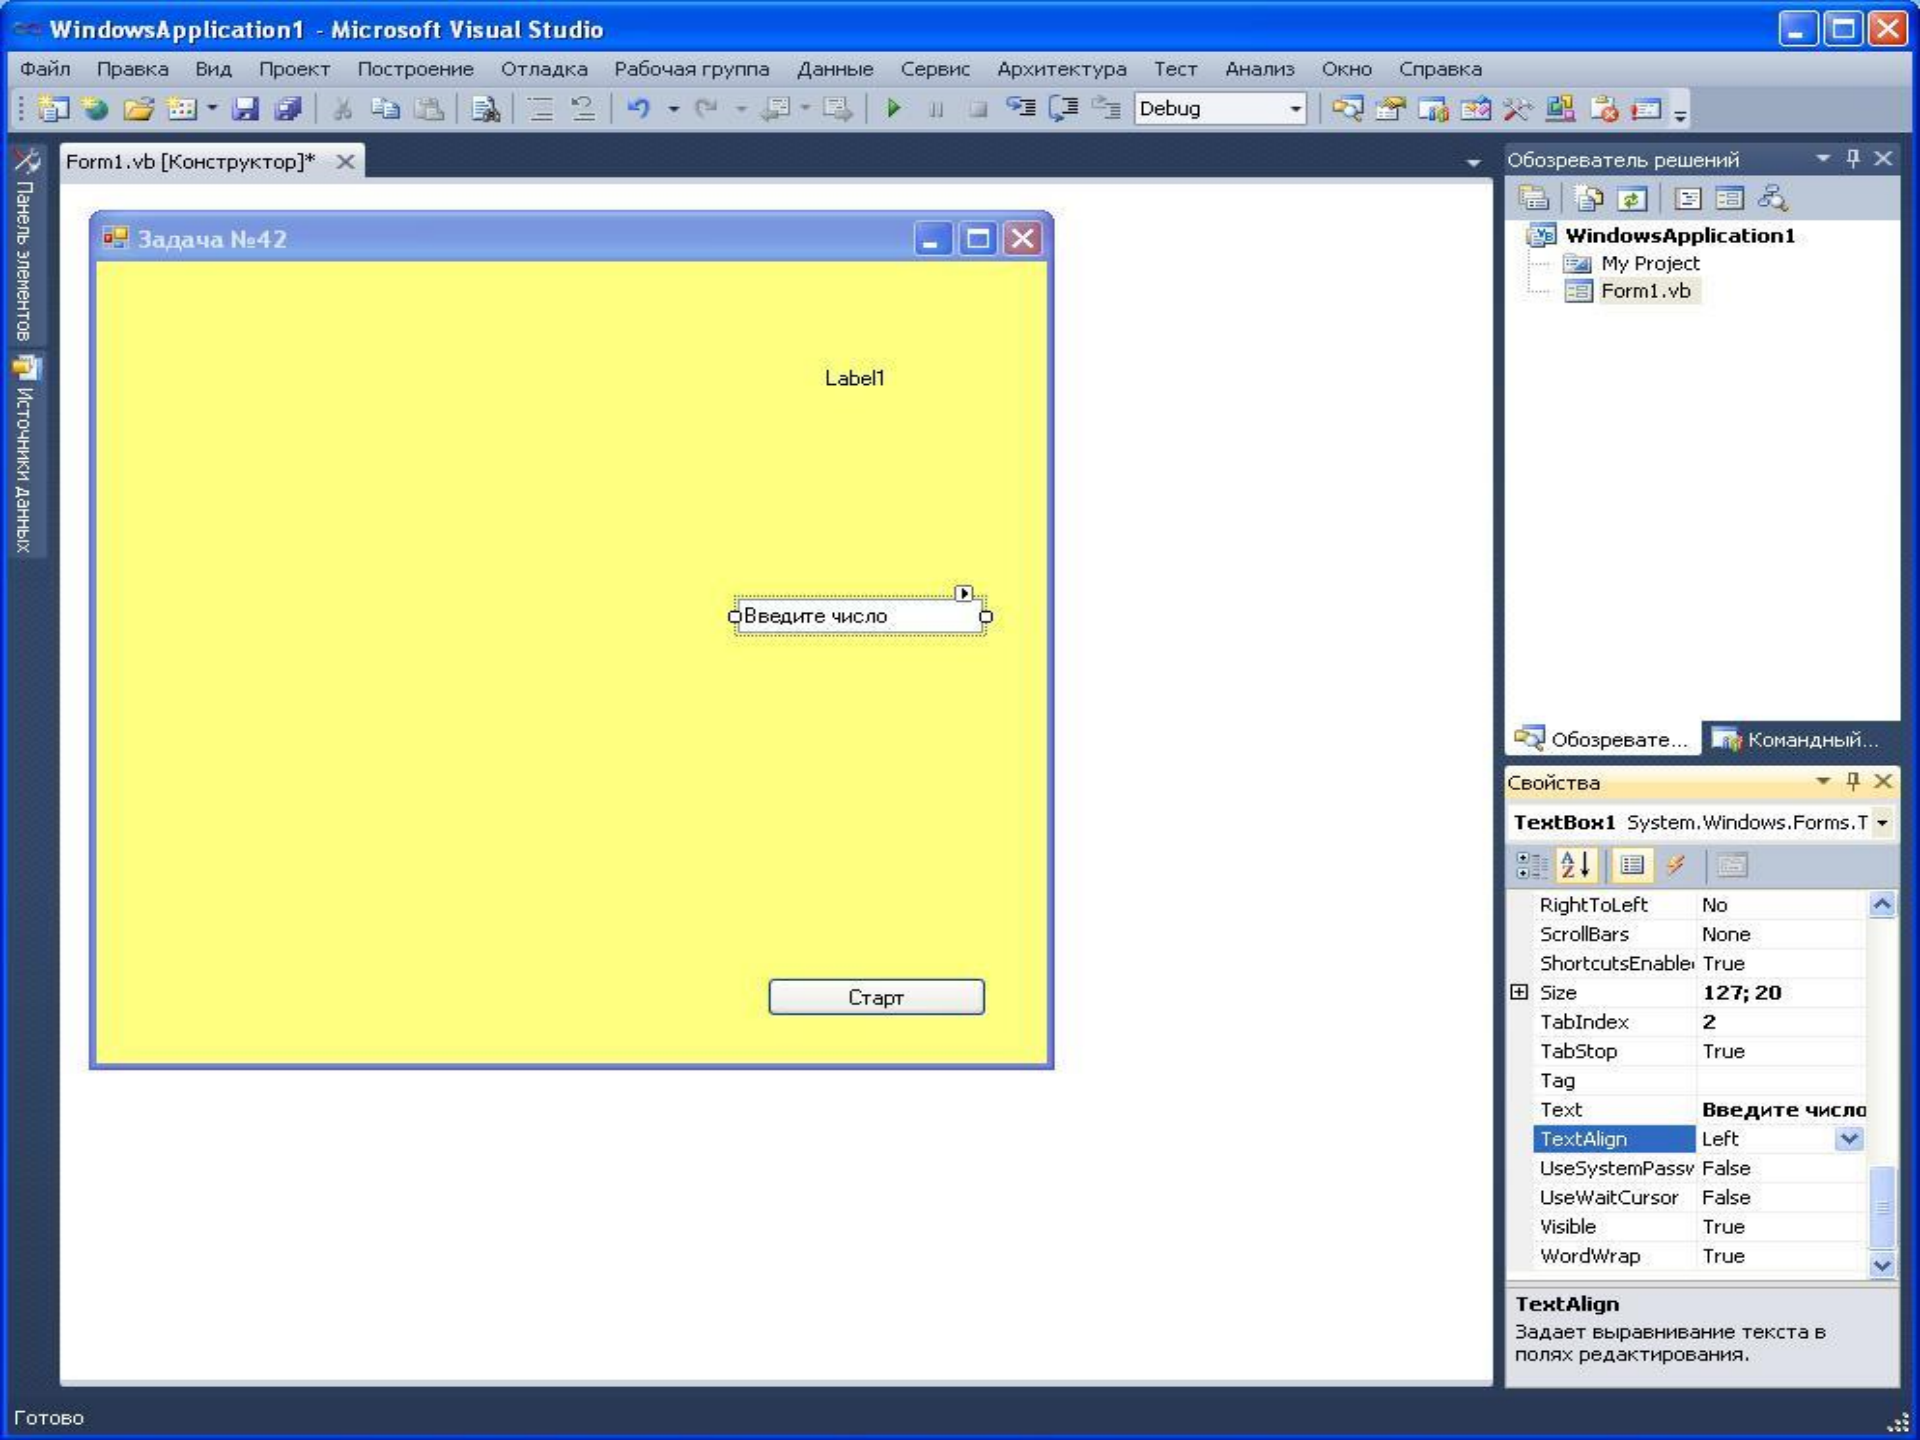 WindowsApplication1 - Microsoft Visual Studio
Файл Правка Вид Проект Построение Отладка Рабочая группа Данные Сервис Архитектура Тест Анализ Окно Справка
Debug
Панель элементов
Источники данных
Form1.vb [Конструктор]*
Задача №42
Label1
Введите число
Старт
Обозреватель решений
WindowsApplication1
My Project
Form1.vb
Обозревате... Командный...
Свойства
TextBox1 System.Windows.Forms.T
RightToLeft No
ScrollBars None
ShortcutsEnable True
Size 127; 20
TabIndex 2
TabStop True
Tag
Text Введите число
TextAlign Left
UseSystemPassv False
UseWaitCursor False
Visible True
WordWrap True
TextAlign
Задает выравнивание текста в
полях редактирования.
Готово